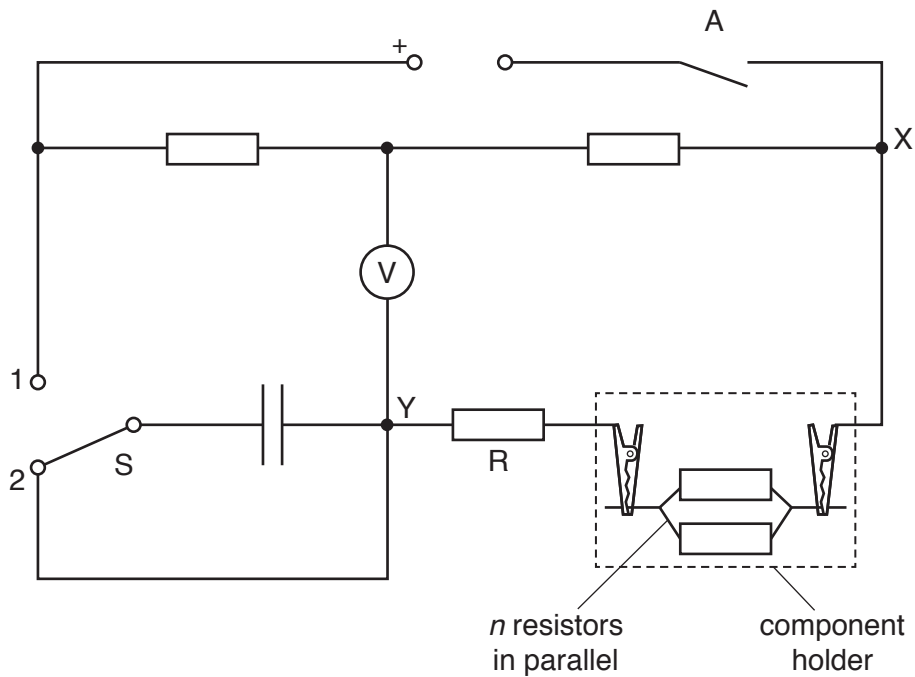 A
+
X
V
1
Y
S
R
2
n resistors
in parallel
component
holder